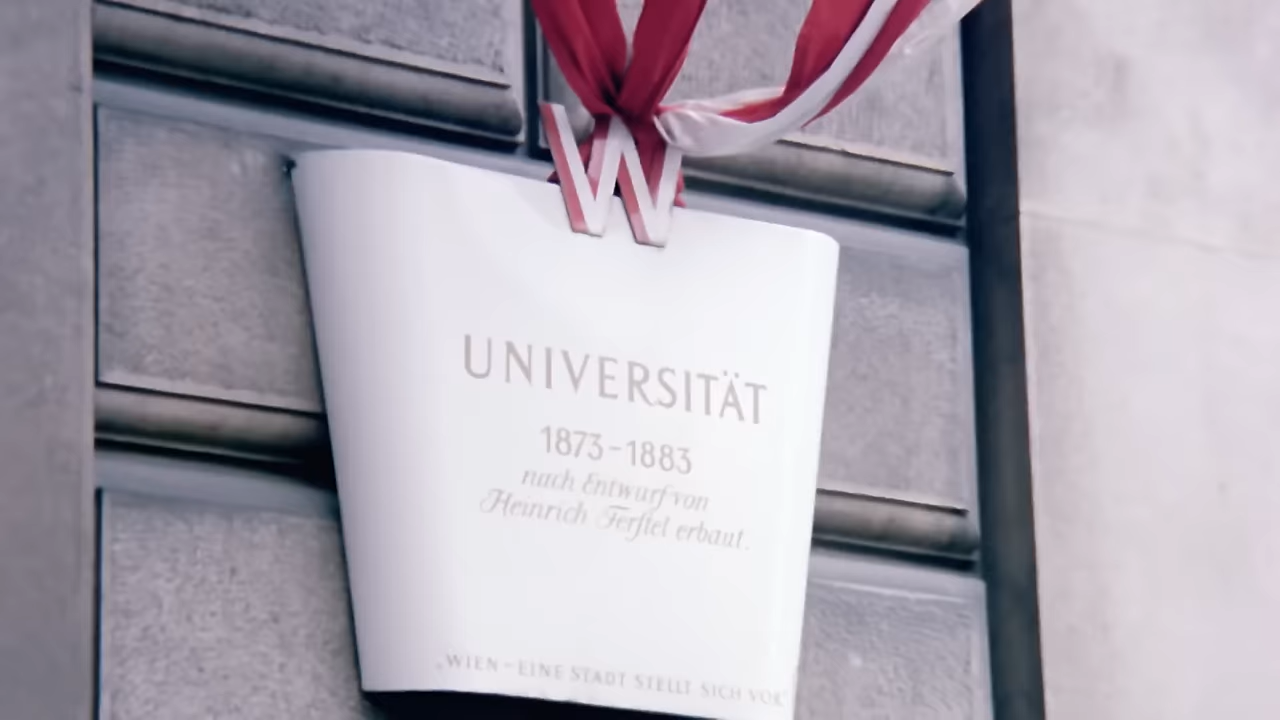 W
UNIVERSITÄT
1873-1883
nach Entwurf von
Heinrich Ferstel erbaut.
„WIEN - EINE STADT STELLT SICH VOR"